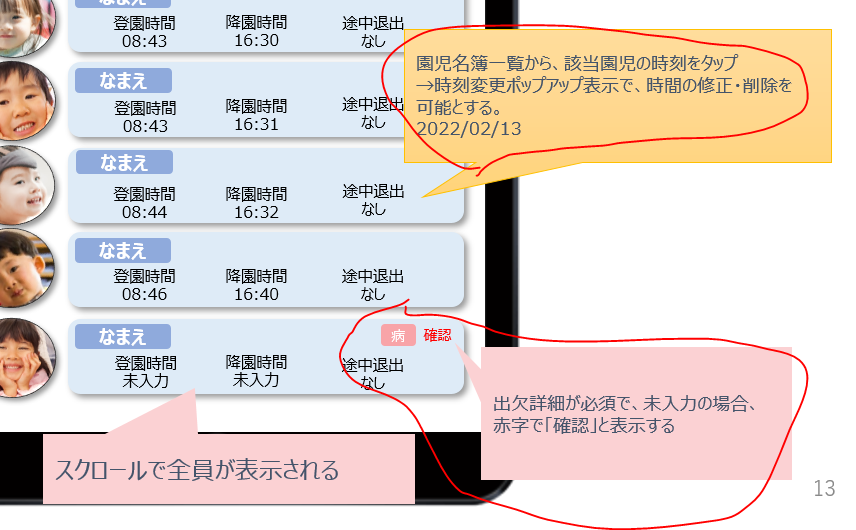 登園時間 降園時間 途中退出
08:43 16:30 なし
園児名簿一覧から、該当園児の時刻をタップ
→時刻変更ポップアップ表示で、時間の修正・削除を
可能とする。
2022/02/13
なまえ
登園時間 降園時間 途中退出
08:43 16:31 なし
なまえ
登園時間 降園時間 途中退出
08:44 16:32 なし
なまえ
登園時間 降園時間 途中退出
08:46 16:40 なし
なまえ 病 確認
登園時間 降園時間 途中退出
未入力 未入力 なし
出欠詳細が必須で、未入力の場合、
赤字で「確認」と表示する
スクロールで全員が表示される
13